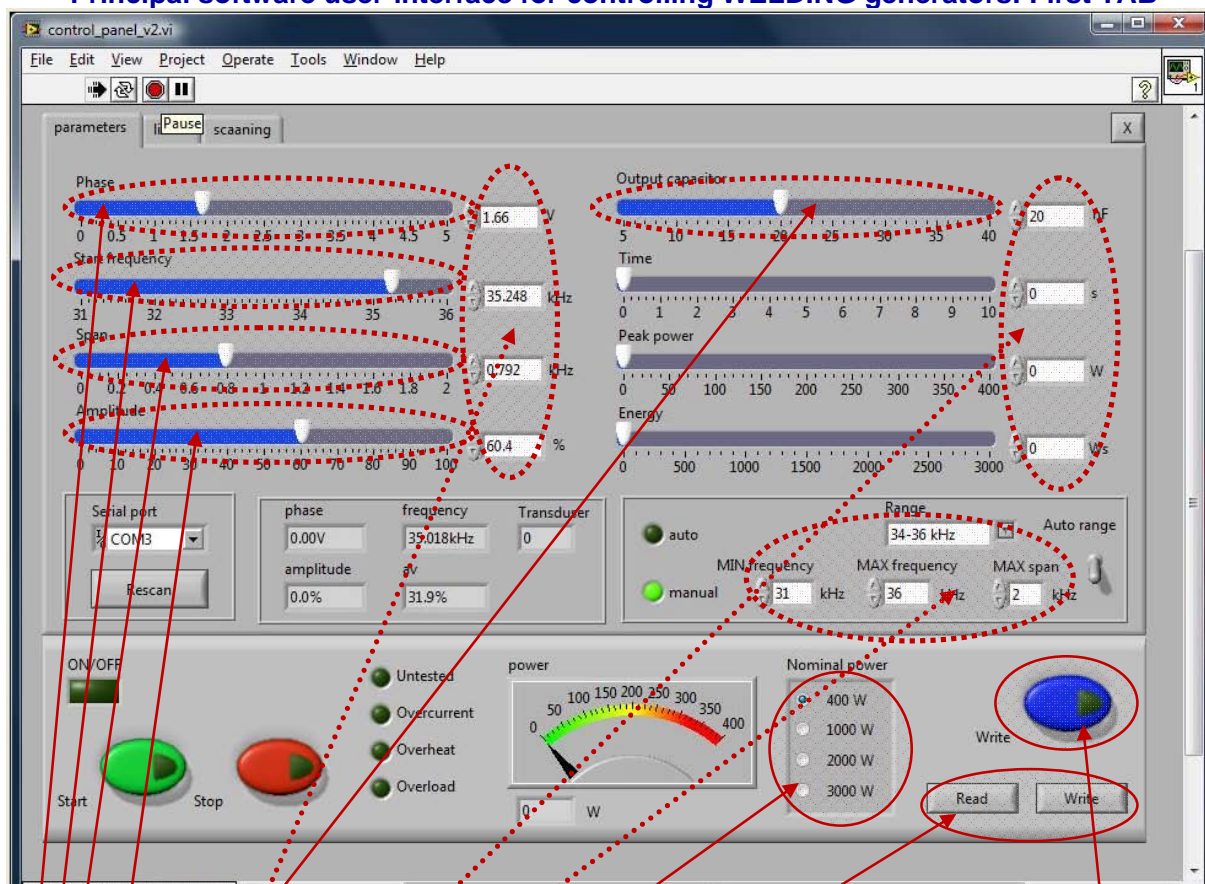 Principal software user interface for controlling WELDING generators: First TAB
control_panel_v2.vi
File Edit View Project Operate Tools Window Help
1
parameters li Pause scaaning X
Phase
0 0.5 1 1.5 2 2.5 3 3.5 4 4.5 5
1.66 V
Start frequency
31 32 33 34 35 36
35.248 kHz
Span
0 0.2 0.4 0.6 0.8 1 1.2 1.4 1.6 1.8 2
0.792 kHz
Amplitude
0 10 20 30 40 50 60 70 80 90 100
60.4 %
Output capacitor
5 10 15 20 25 30 35 40
20 nF
Time
0 1 2 3 4 5 6 7 8 9 10
0 s
Peak power
0 50 100 150 200 250 300 350 400
0 W
Energy
0 500 1000 1500 2000 2500 3000
0 Ws
Serial port
COM3
Rescan
phase frequency Transduser
0.00V 35.018kHz 0
amplitude av
0.0% 31.9%
auto
manual
Range
34-36 kHz
Auto range
MIN frequency MAX frequency MAX span
31 kHz 36 kHz 2 kHz
ON/OFF
Start Stop
Untested
Overcurrent
Overheat
Overload
power
0 50 100 150 200 250 300 350 400
0 W
Nominal power
400 W
1000 W
2000 W
3000 W
Write
Read Write